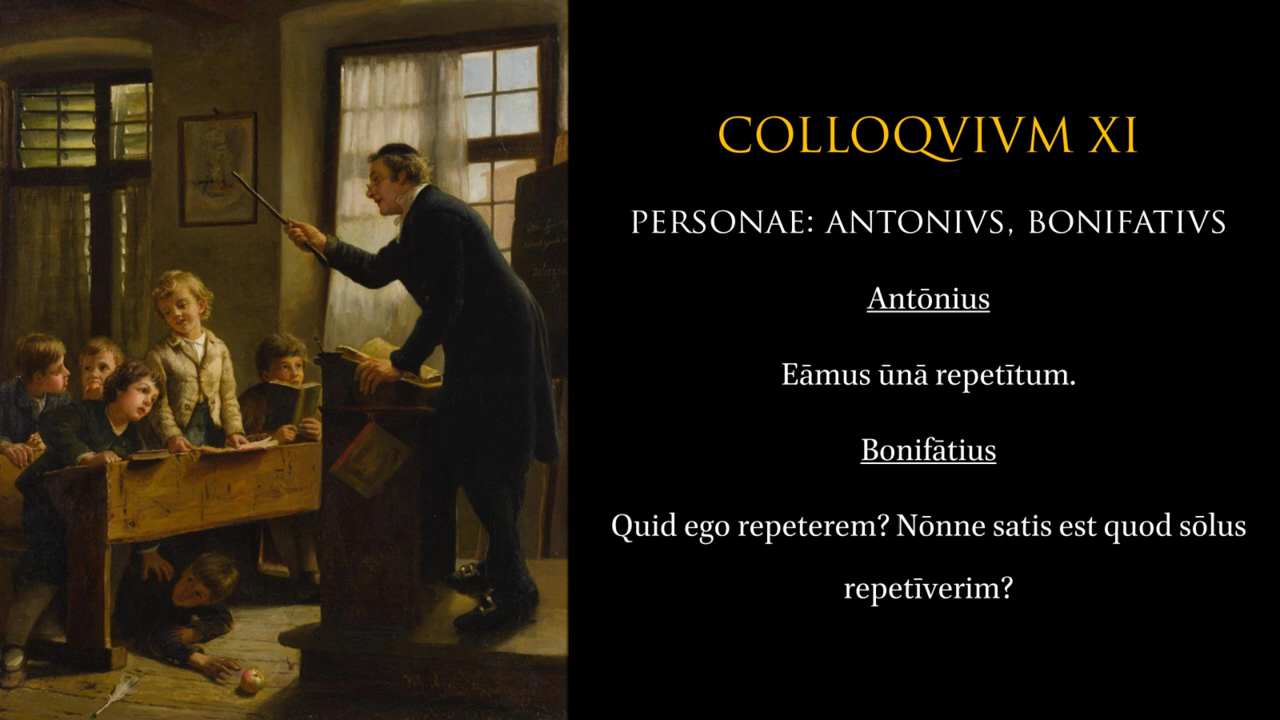 COLLOQVIVM XI
PERSONAE: ANTONIVS, BONIFATIVS
Antōnius
Eāmus ūnā repetītum.
Bonifātius
Quid ego repeterem? Nōnne satis est quod sōlus
repetīverim?